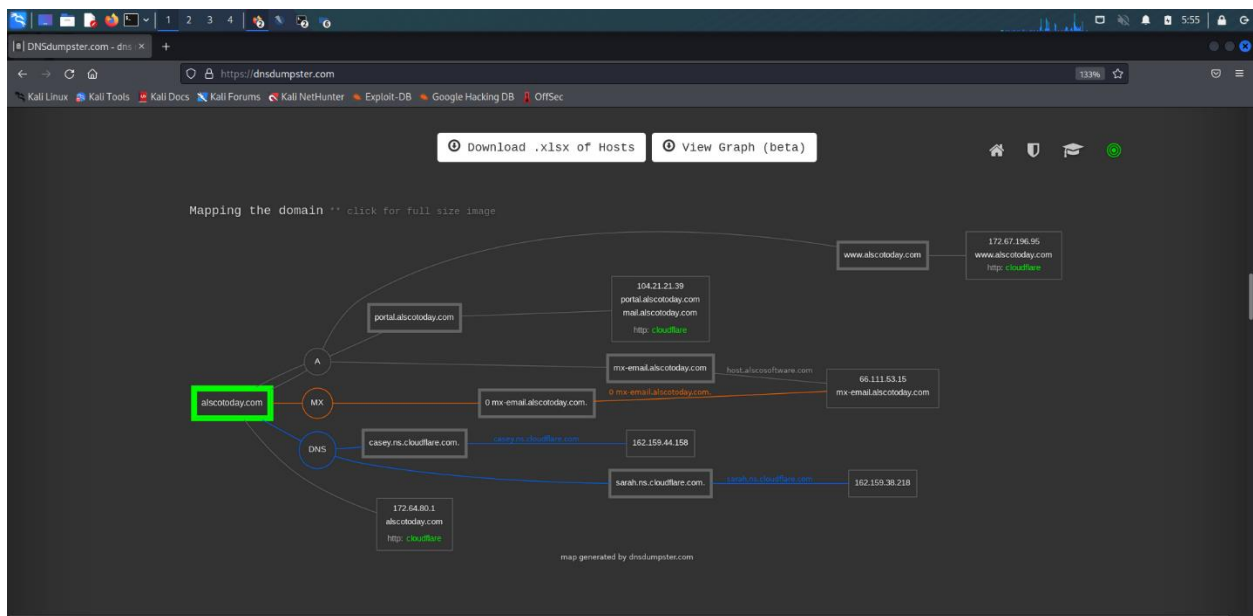 1 2 3 4
5:55
DNSdumpster.com - dns
https://dnsdumpster.com
133%
Kali Linux Kali Tools Kali Docs Kali Forums Kali NetHunter Exploit-DB Google Hacking DB OffSec
Download .xlsx of Hosts
View Graph (beta)
Mapping the domain ** click for full size image
www.alscotoday.com
172.67.196.95
www.alscotoday.com
http: cloudflare
104.21.21.39
portal.alscotoday.com
mail.alscotoday.com
http: cloudflare
portal.alscotoday.com
A
mx-email.alscotoday.com
host.alscosoftware.com
66.111.53.15
mx-email.alscotoday.com
alscotoday.com
MX
0 mx-email.alscotoday.com.
0 mx-email.alscotoday.com.
DNS
casey.ns.cloudflare.com.
casey.ns.cloudflare.com
162.159.44.158
sarah.ns.cloudflare.com.
sarah.ns.cloudflare.com
162.159.38.218
172.64.80.1
alscotoday.com
http: cloudflare
map generated by dnsdumpster.com